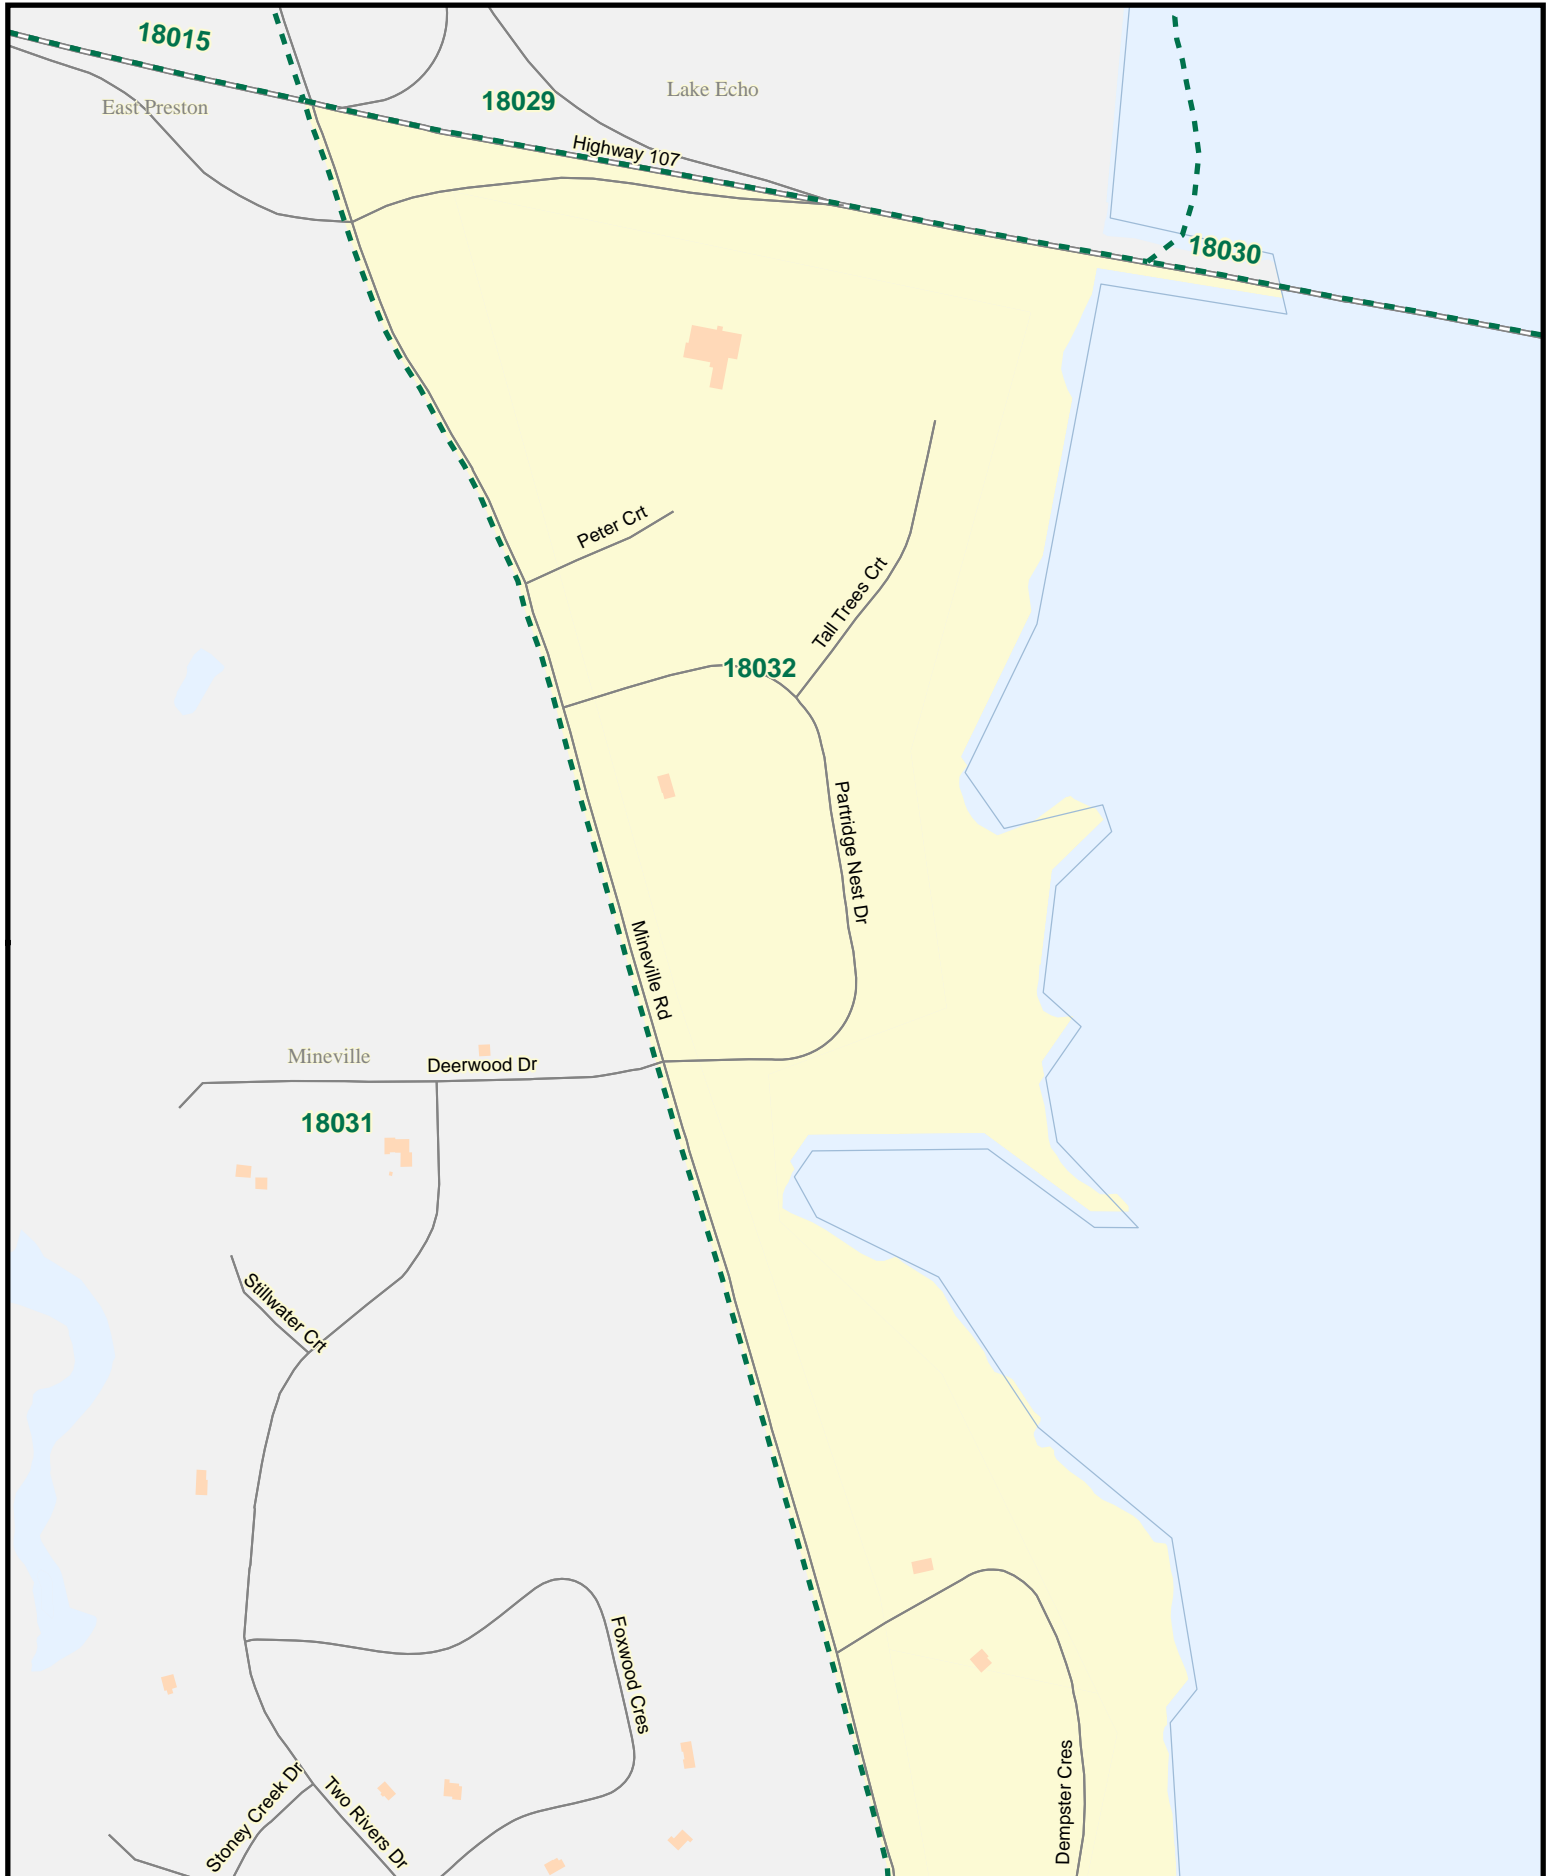 18015
East Preston
18029
Lake Echo
Highway 107
18030
Peter Crt
Tall Trees Crt
18032
Partridge Nest Dr
Mineville Rd
Mineville
Deerwood Dr
18031
Stillwater Crt
Foxwood Cres
Stoney Creek Dr
Two Rivers Dr
Dempster Cres